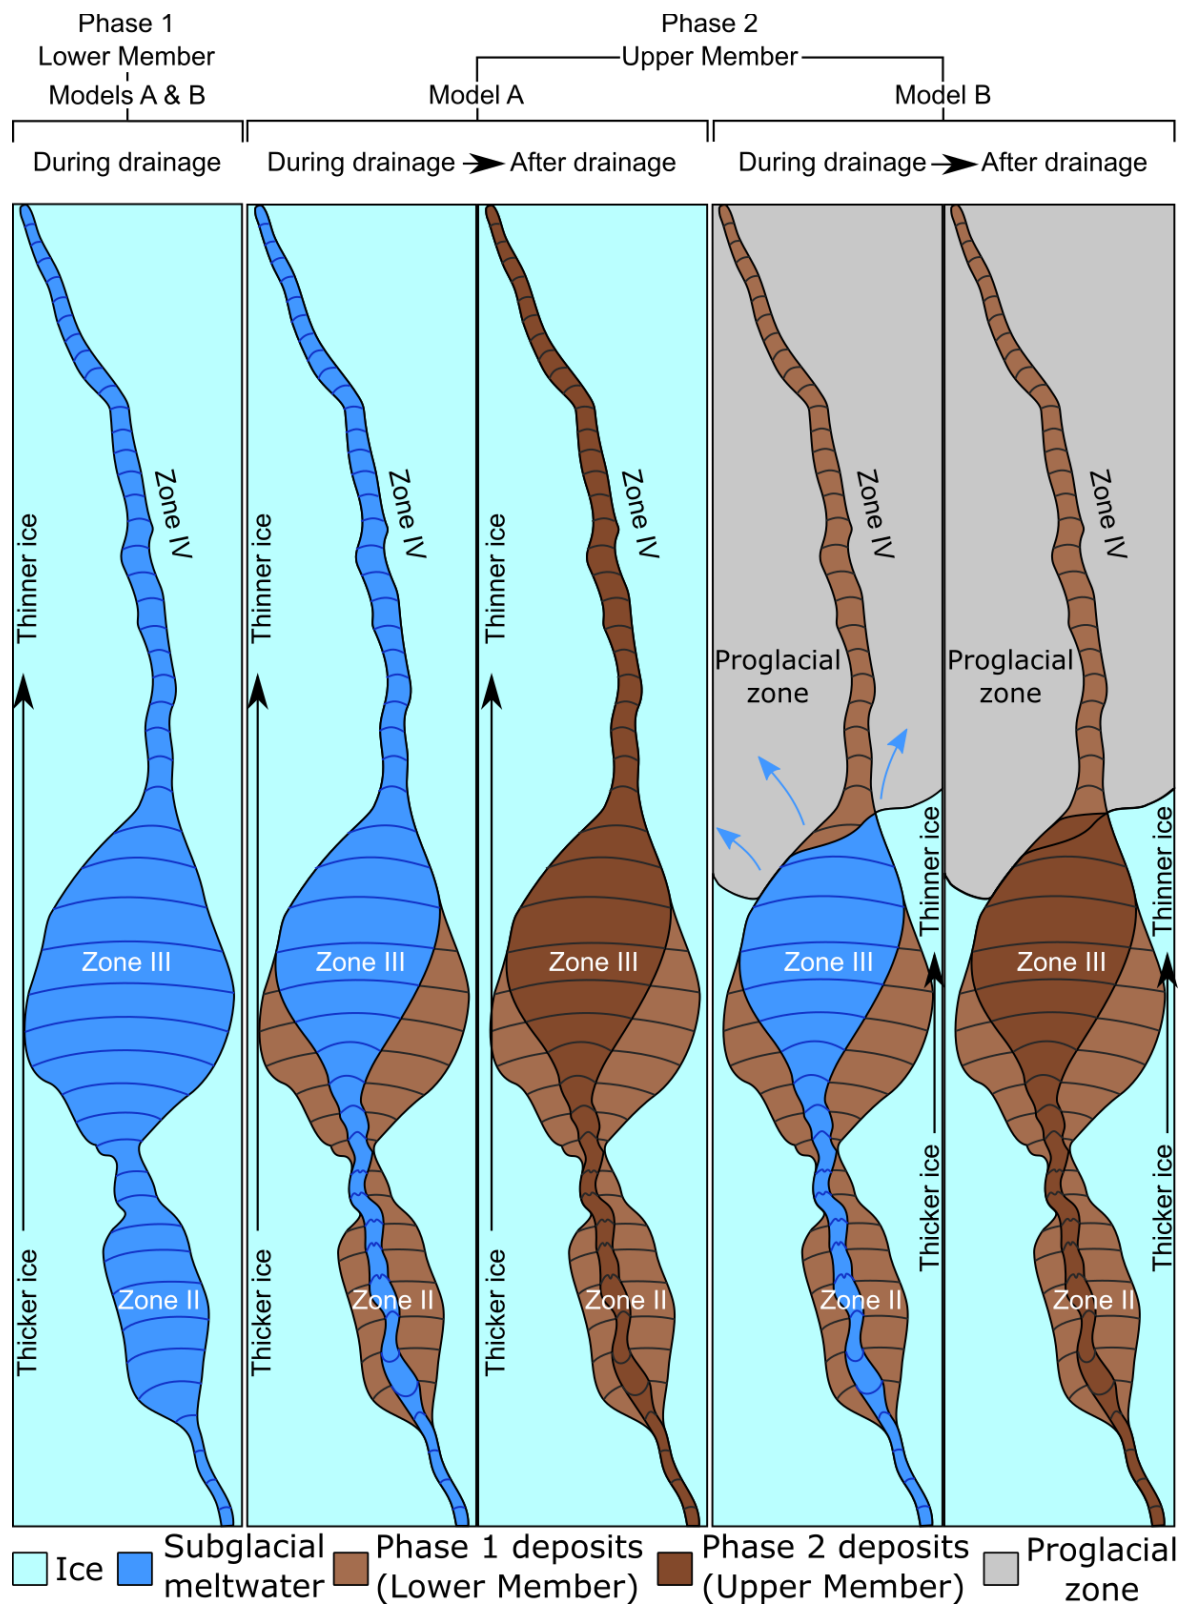 Phase 1
Lower Member
Models A & B
Phase 2
Upper Member
Model A
Model B
During drainage
During drainage
After drainage
During drainage
After drainage
Zone IV
Thinner ice
Zone III
Thicker ice
Zone II
Zone IV
Thinner ice
Zone III
Thicker ice
Zone II
Zone IV
Thinner ice
Zone III
Thicker ice
Zone II
Zone IV
Proglacial
zone
Thinner ice
Zone III
Thicker ice
Zone II
Zone IV
Proglacial
zone
Thinner ice
Zone III
Thicker ice
Zone II
Ice
Subglacial
meltwater
Phase 1 deposits
(Lower Member)
Phase 2 deposits
(Upper Member)
Proglacial
zone